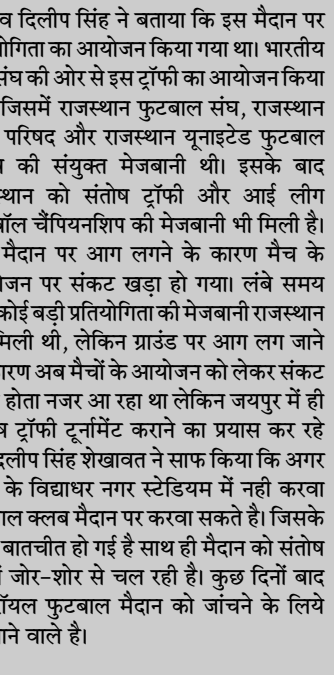 व दिलीप सिंह ने बताया कि इस मैदान पर
योगिता का आयोजन किया गया था। भारतीय
संघ की ओर से इस ट्रॉफी का आयोजन किया
जिसमें राजस्थान फुटबाल संघ, राजस्थान
परिषद और राजस्थान यूनाइटेड फुटबाल
की संयुक्त मेजबानी थी। इसके बाद
स्थान को संतोष ट्रॉफी और आई लीग
बॉल चैंपियनशिप की मेजबानी भी मिली है।
मैदान पर आग लगने के कारण मैच के
जन पर संकट खड़ा हो गया। लंबे समय
कोई बड़ी प्रतियोगिता की मेजबानी राजस्थान
मिली थी, लेकिन ग्राउंड पर आग लग जाने
रण अब मैचों के आयोजन को लेकर संकट
होता नजर आ रहा था लेकिन जयपुर में ही
ष ट्रॉफी टूर्नामेंट कराने का प्रयास कर रहे
दलीप सिंह शेखावत ने साफ किया कि अगर
के विद्याधर नगर स्टेडियम में नही करवा
ाल क्लब मैदान पर करवा सकते है। जिसके
बातचीत हो गई है साथ ही मैदान को संतोष
जोर-शोर से चल रही है। कुछ दिनों बाद
रॉयल फुटबाल मैदान को जांचने के लिये
ाने वाले है।